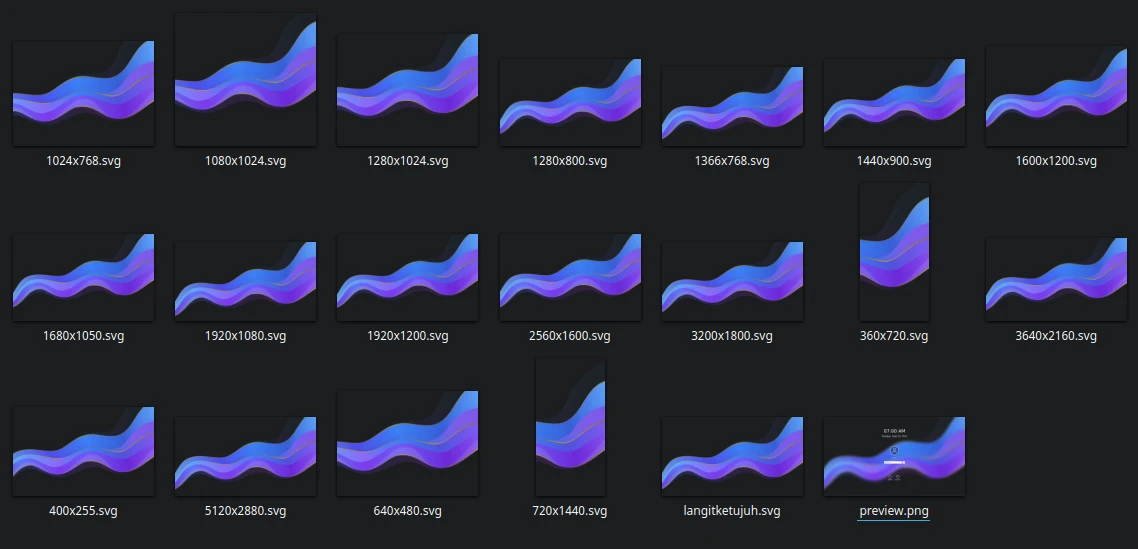 1024x768.svg
1080x1024.svg
1280x1024.svg
1280x800.svg
1366x768.svg
1440x900.svg
1600x1200.svg
1680x1050.svg
1920x1080.svg
1920x1200.svg
2560x1600.svg
3200x1800.svg
360x720.svg
3640x2160.svg
400x255.svg
5120x2880.svg
640x480.svg
720x1440.svg
langitketujuh.svg
07:00 AM
preview.png